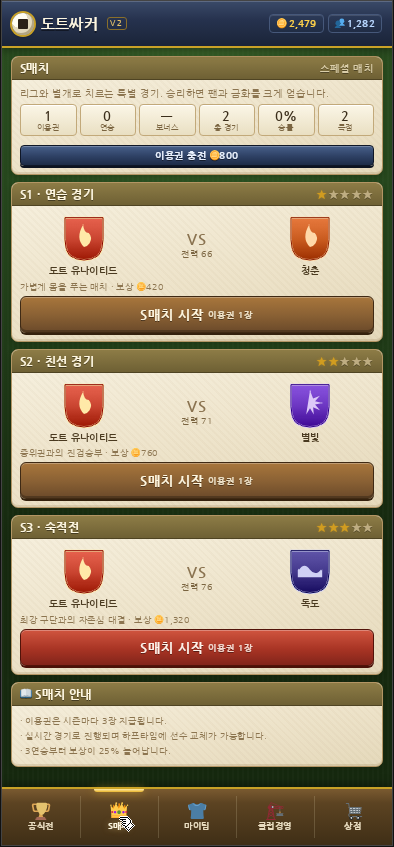 도트싸커 V2 2,479 1,282
S매치 스페셜 매치
리그와 별개로 치르는 특별 경기. 승리하면 팬과 금화를 크게 얻습니다.
1 0 — 2 0% 2
이용권 연승 보너스 총 경기 승률 득점
이용권 충전 800
S1 · 연습 경기 ★★★★★
VS
전력 66
도트 유나이티드 청춘
가볍게 몸을 푸는 매치 · 보상 420
S매치 시작 이용권 1장
S2 · 친선 경기 ★★★★★
VS
전력 71
도트 유나이티드 별빛
중위권과의 진검승부 · 보상 760
S매치 시작 이용권 1장
S3 · 숙적전 ★★★★★
VS
전력 76
도트 유나이티드 독도
최강 구단과의 자존심 대결 · 보상 1,320
S매치 시작 이용권 1장
S매치 안내
· 이용권은 시즌마다 3장 지급됩니다.
· 실시간 경기로 진행되며 하프타임에 선수 교체가 가능합니다.
· 3연승부터 보상이 25% 늘어납니다.
공식전 마이팀 클럽경영 상점